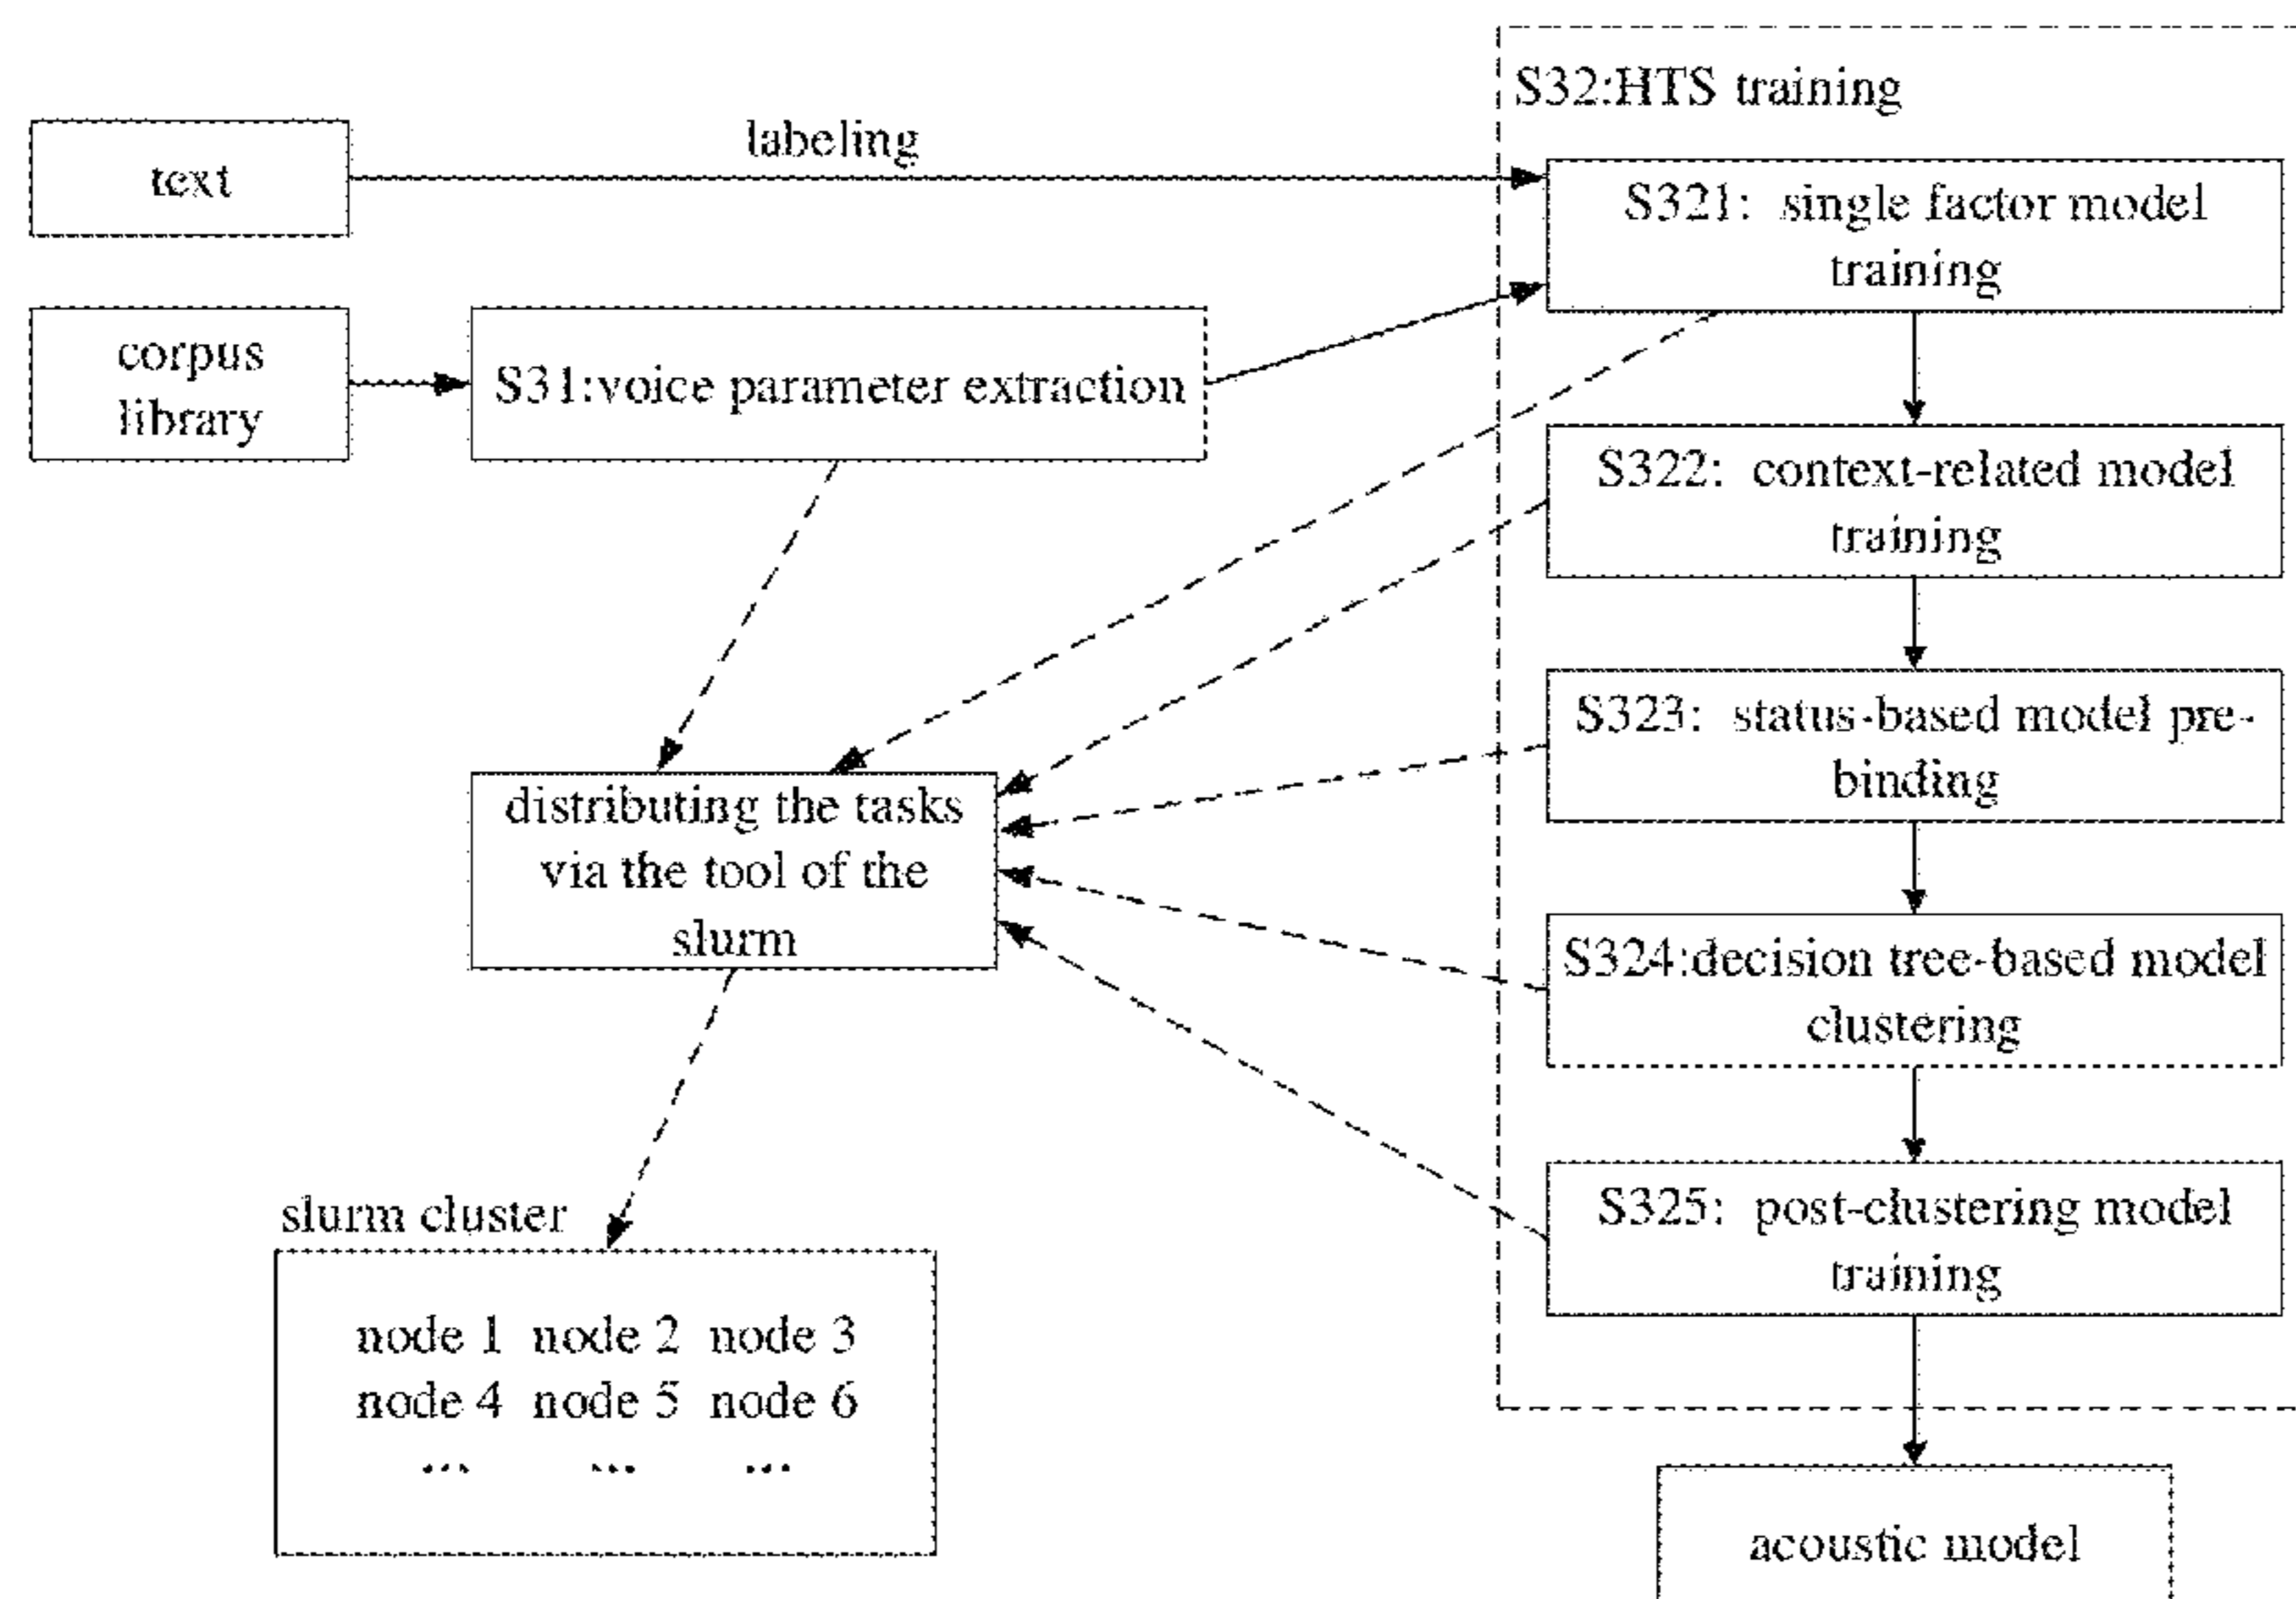 S32:HTS training
labeling
text
S321: single factor model
training
corpus
library
S31:voice parameter extraction
S322: context-related model
training
S323: status-based model pre-
binding
distributing the tasks
via the tool of the
slurm
S324:decision tree-based model
clustering
S325: post-clustering model
training
slurm cluster
node 1 node 2 node 3
node 4 node 5 node 6
... ... ...
acoustic model